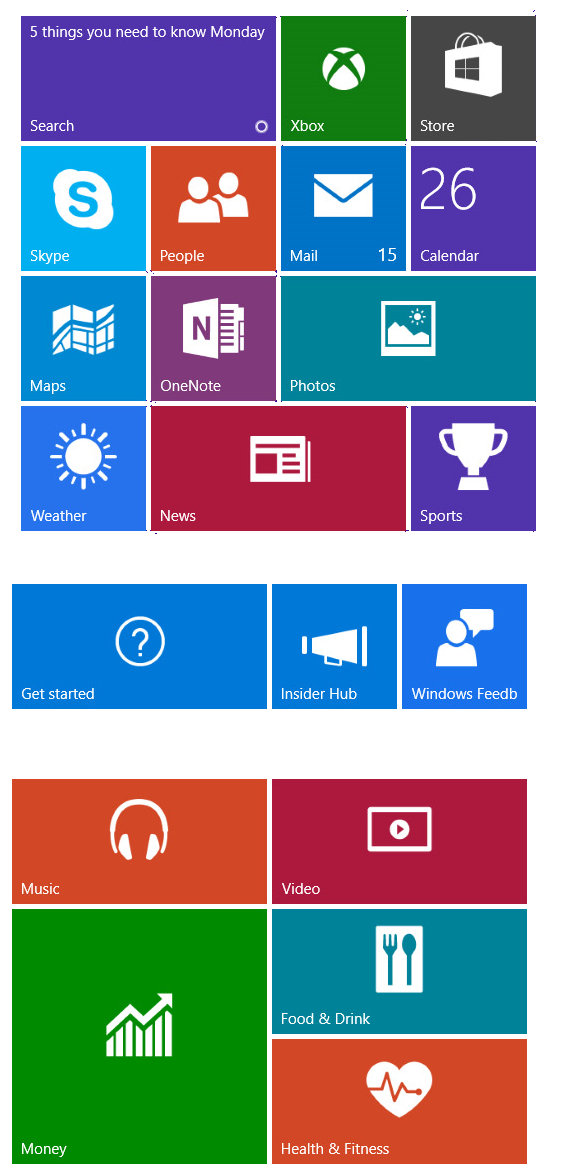 5 things you need to know Monday
Search
Xbox
Store
S
Skype
People
Mail
15
26
Calendar
Maps
N
OneNote
Photos
Weather
News
Sports
?
Get started
Insider Hub
Windows Feedb
Music
Video
Money
Food & Drink
Health & Fitness